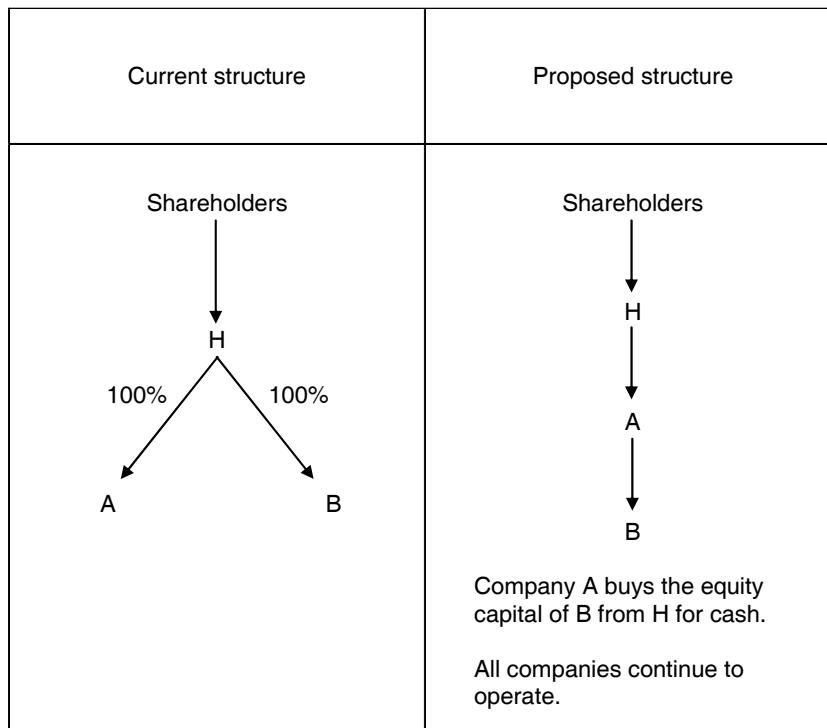 Current structure
Proposed structure
Shareholders
H
100% 100%
A B
Shareholders
H
A
B
Company A buys the equity
capital of B from H for cash.
All companies continue to
operate.